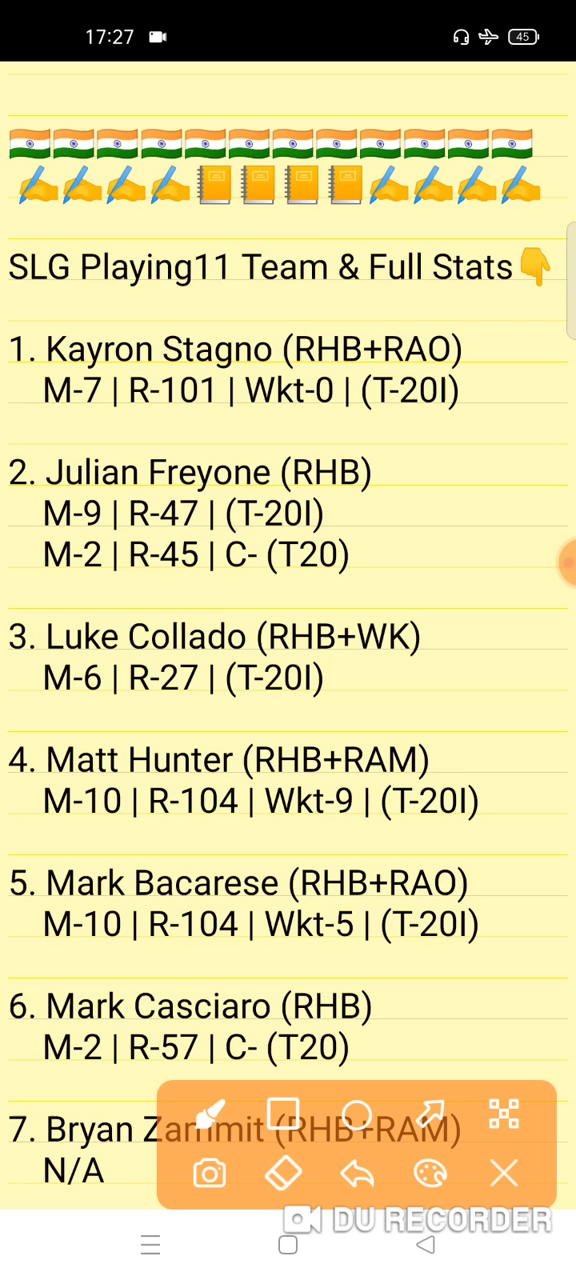 17:27
45
SLG Playing11 Team & Full Stats👇
1. Kayron Stagno (RHB+RAO)
M-7 | R-101 | Wkt-0 | (T-20I)
2. Julian Freyone (RHB)
M-9 | R-47 | (T-20I)
M-2 | R-45 | C- (T20)
3. Luke Collado (RHB+WK)
M-6 | R-27 | (T-20I)
4. Matt Hunter (RHB+RAM)
M-10 | R-104 | Wkt-9 | (T-20I)
5. Mark Bacarese (RHB+RAO)
M-10 | R-104 | Wkt-5 | (T-20I)
6. Mark Casciaro (RHB)
M-2 | R-57 | C- (T20)
7. Bryan Zammit (RHB+RAM)
N/A
DU RECORDER